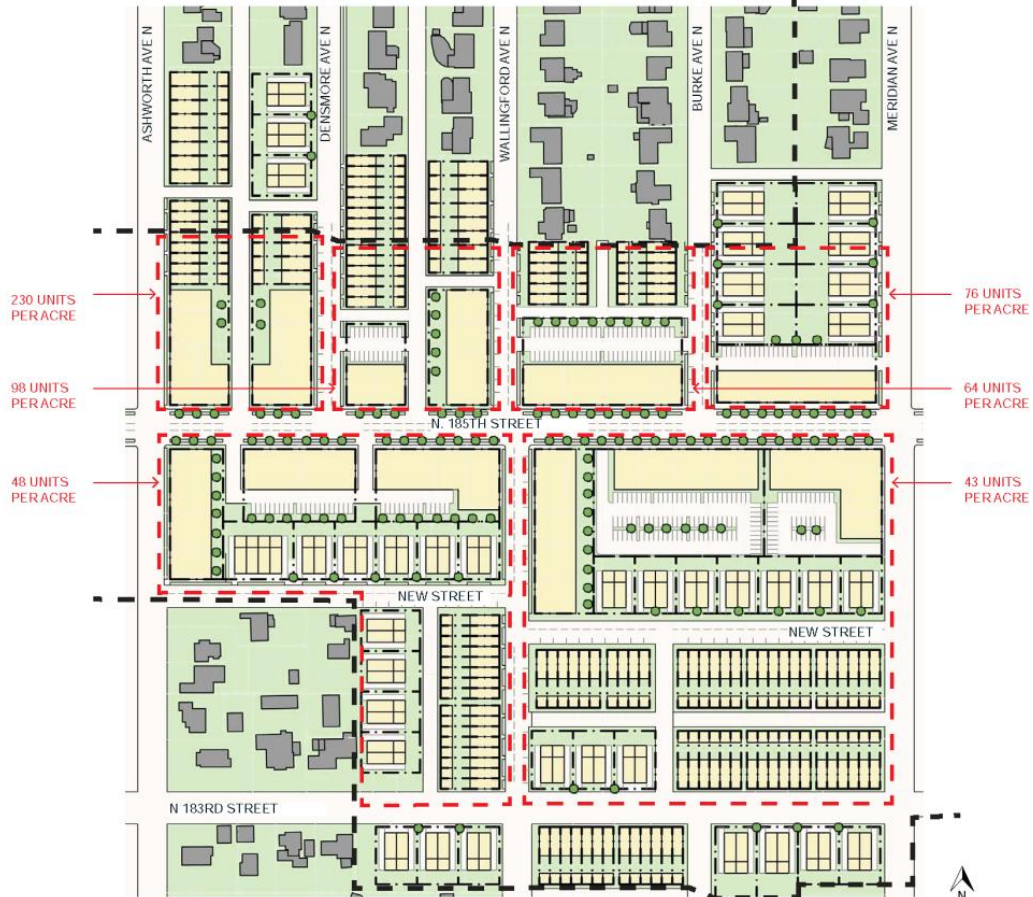 ASHWORTH AVE N
DENSMORE AVE N
WALLINGFORD AVE N
BURKE AVE N
MERIDIAN AVE N
230 UNITS
PER ACRE
76 UNITS
PER ACRE
98 UNITS
PER ACRE
64 UNITS
PER ACRE
N. 185TH STREET
48 UNITS
PER ACRE
43 UNITS
PER ACRE
NEW STREET
NEW STREET
N 183RD STREET
N